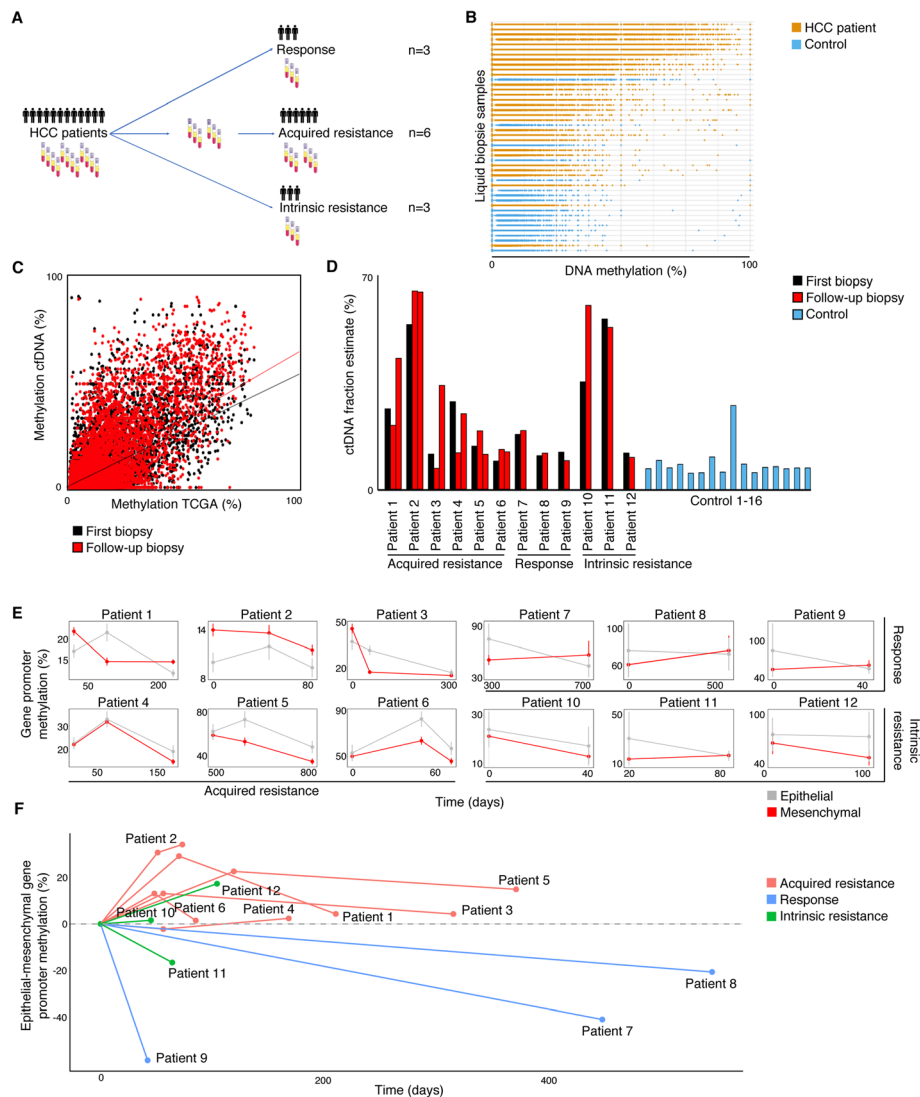 A
Response
n=3
HCC patients
Acquired resistance
n=6
Intrinsic resistance
n=3
B
HCC patient
Control
Liquid biopsie samples
0
100
DNA methylation (%)
C
100
Methylation cfDNA (%)
0
0
100
Methylation TCGA (%)
First biopsy
Follow-up biopsy
D
70
ctDNA fraction estimate (%)
0
First biopsy
Follow-up biopsy
Control
Patient 1
Patient 2
Patient 3
Patient 4
Patient 5
Patient 6
Patient 7
Patient 8
Patient 9
Patient 10
Patient 11
Patient 12
Control 1-16
Acquired resistance
Response
Intrinsic resistance
E
Gene promoter
methylation (%)
Patient 1
20
15
50
200
Patient 2
14
8
0
80
Patient 3
40
20
0
300
Patient 7
90
30
300
700
Patient 8
100
40
0
500
Patient 9
100
40
0
40
Response
Patient 4
30
20
50
150
Patient 5
80
40
500
800
Patient 6
90
50
0
60
Patient 10
30
10
0
40
Patient 11
50
10
20
80
Patient 12
100
40
0
100
Intrinsic
resistance
Acquired resistance
Time (days)
Epithelial
Mesenchymal
F
Epithelial-mesenchymal gene
promoter methylation (%)
20
0
-20
-40
Patient 2
Patient 12
Patient 5
Patient 10
Patient 6
Patient 4
Patient 1
Patient 3
Patient 11
Patient 8
Patient 7
Patient 9
0
200
400
Time (days)
Acquired resistance
Response
Intrinsic resistance